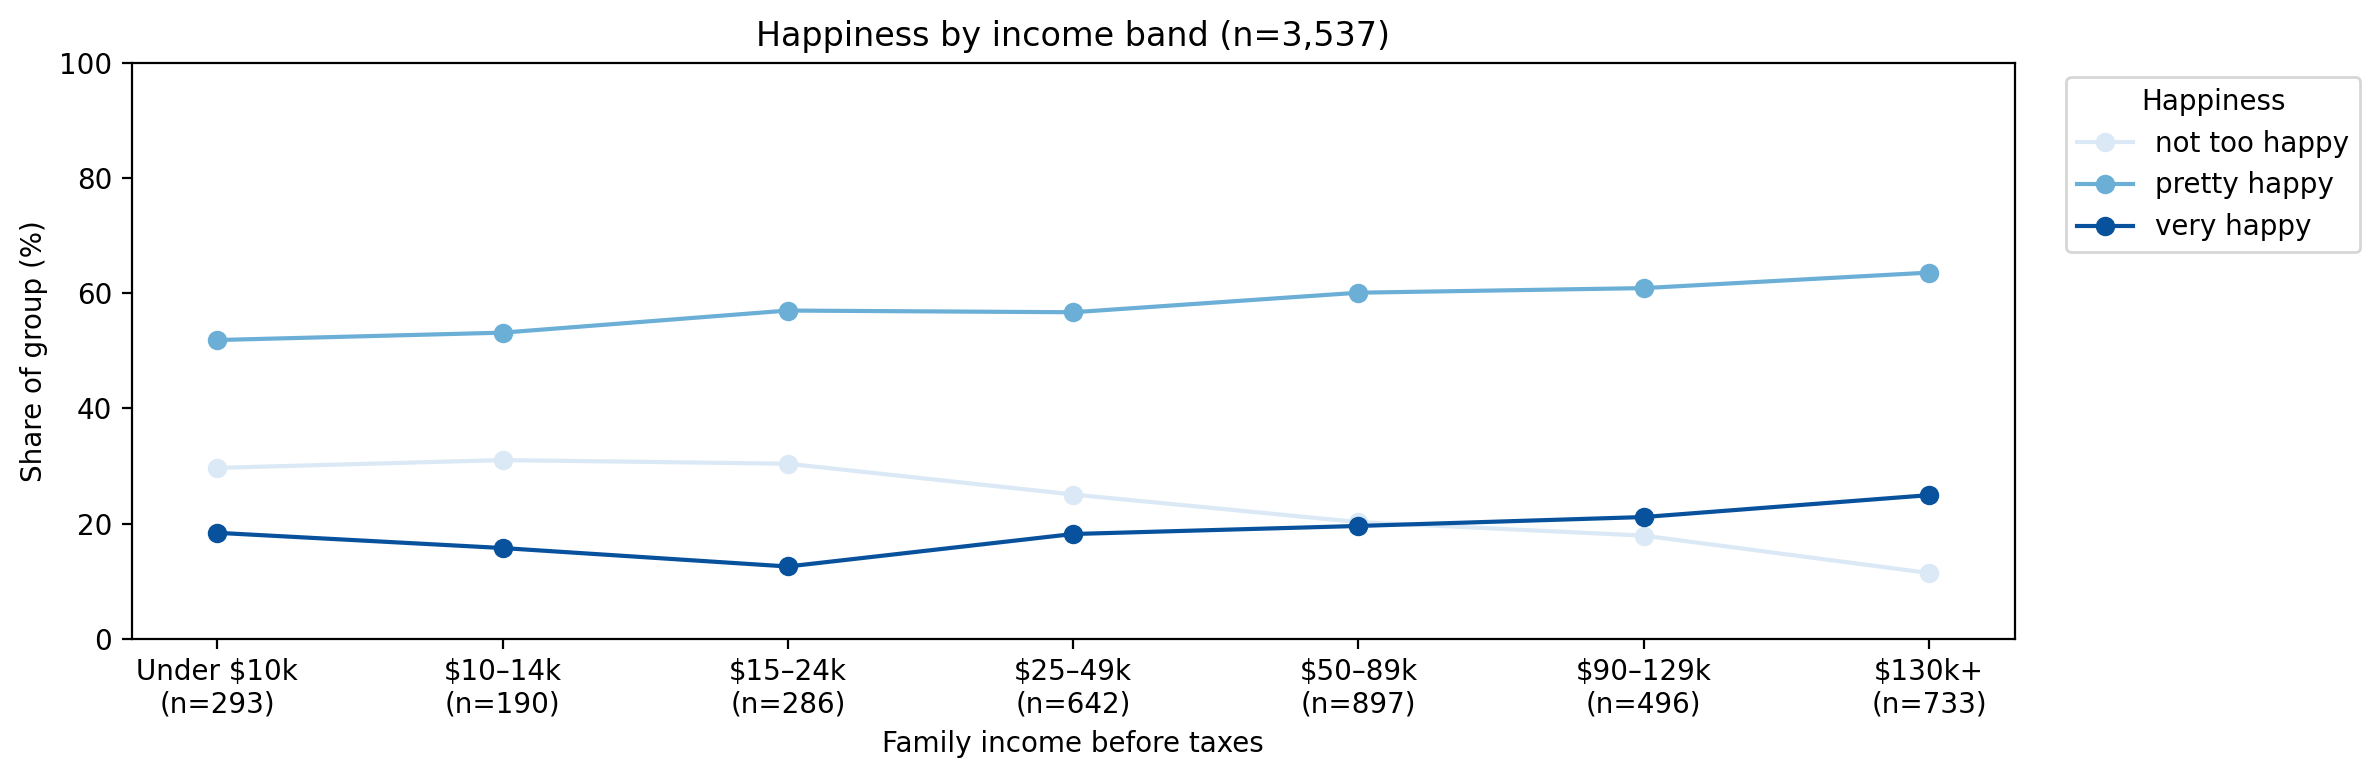 Happiness by income band (n=3,537)
Share of group (%)
100
80
60
40
20
0
Under $10k
(n=293)
$10–14k
(n=190)
$15–24k
(n=286)
$25–49k
(n=642)
$50–89k
(n=897)
$90–129k
(n=496)
$130k+
(n=733)
Family income before taxes
Happiness
not too happy
pretty happy
very happy